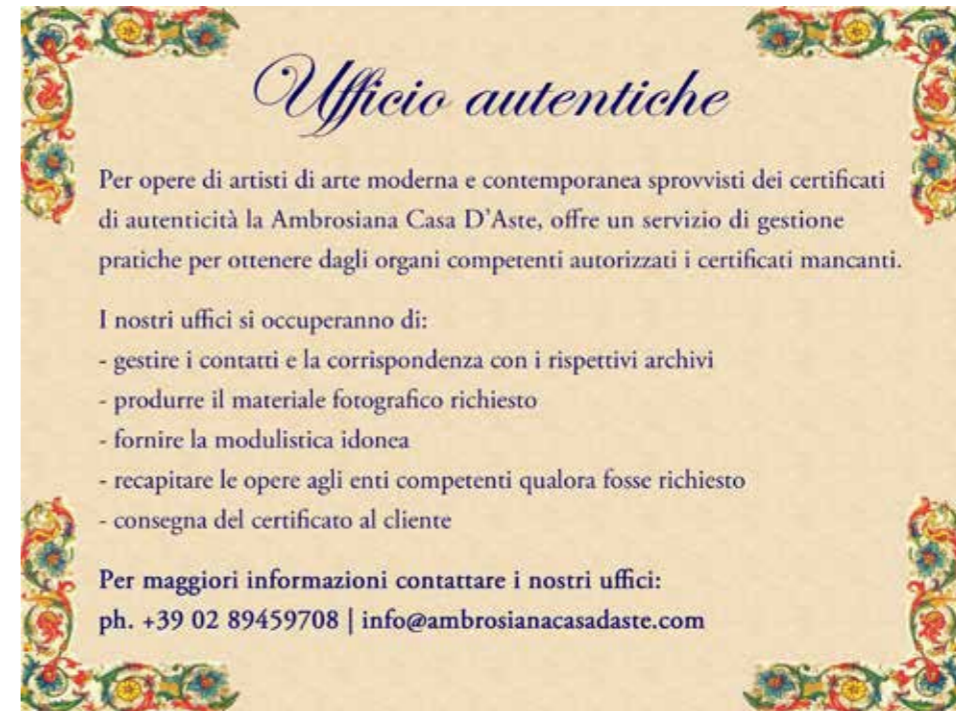 Ufficio autentiche
Per opere di artisti di arte moderna e contemporanea sprovvisti dei certificati
di autenticità la Ambrosiana Casa D'Aste, offre un servizio di gestione
pratiche per ottenere dagli organi competenti autorizzati i certificati mancanti.
I nostri uffici si occuperanno di:
- gestire i contatti e la corrispondenza con i rispettivi archivi
- produrre il materiale fotografico richiesto
- fornire la modulistica idonea
- recapitare le opere agli enti competenti qualora fosse richiesto
- consegna del certificato al cliente
Per maggiori informazioni contattare i nostri uffici:
ph. +39 02 89459708 | info@ambrosianacasadaste.com